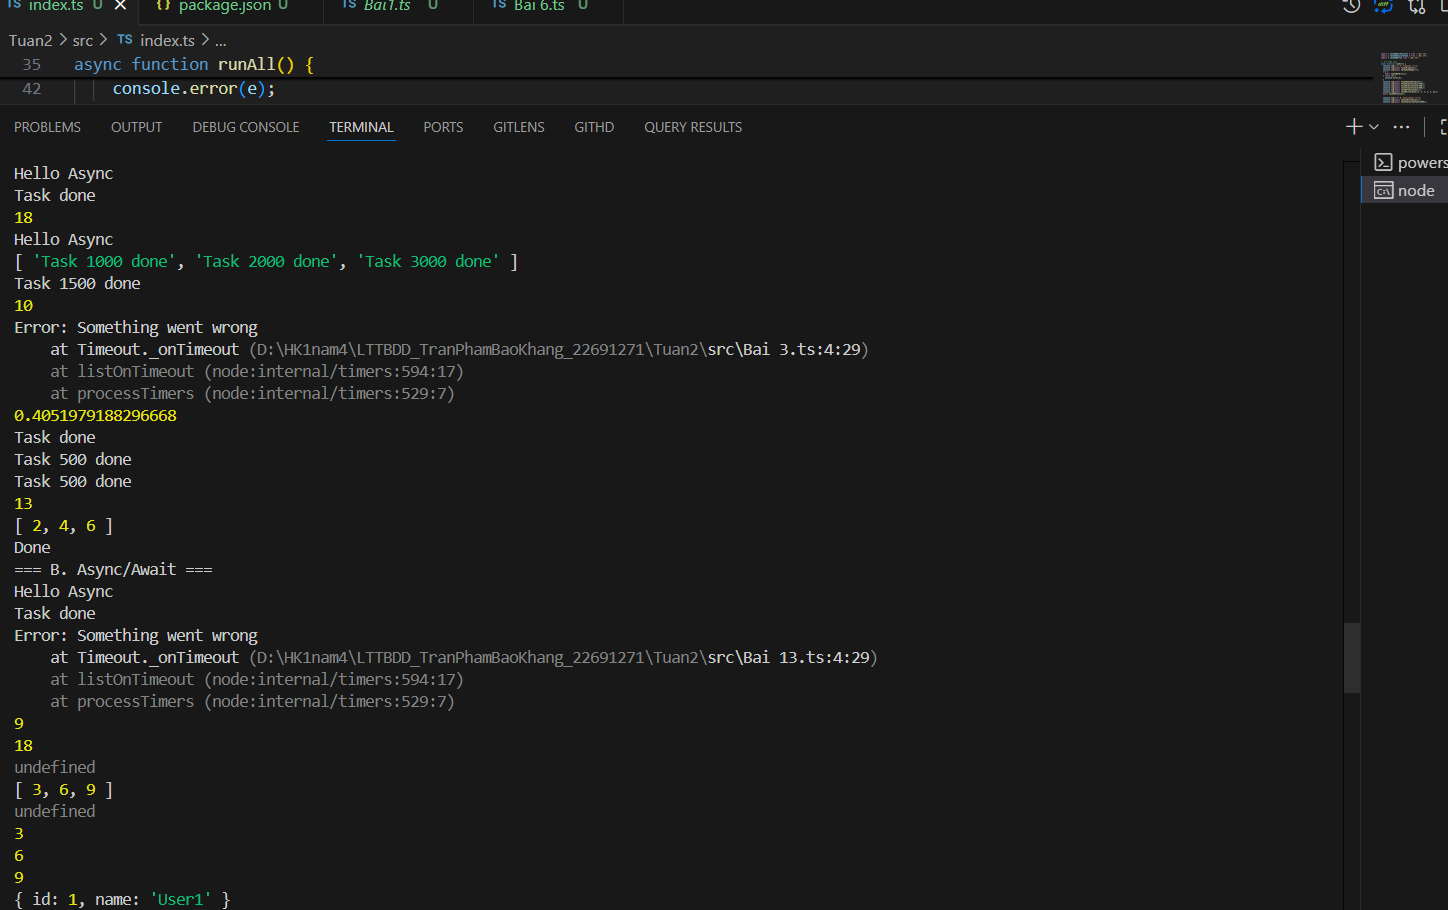 TS index.ts U × {} package.json U TS Bai1.ts U TS Bai 6.ts U
Tuan2 > src > TS index.ts > ...
35 async function runAll() {
42 console.error(e);
PROBLEMS OUTPUT DEBUG CONSOLE TERMINAL PORTS GITLENS GITHD QUERY RESULTS
powers
node
Hello Async
Task done
18
Hello Async
[ 'Task 1000 done', 'Task 2000 done', 'Task 3000 done' ]
Task 1500 done
10
Error: Something went wrong
at Timeout._onTimeout (D:\HK1nam4\LTTBDD_TranPhamBaoKhang_22691271\Tuan2\src\Bai 3.ts:4:29)
at listOnTimeout (node:internal/timers:594:17)
at processTimers (node:internal/timers:529:7)
0.4051979188296668
Task done
Task 500 done
Task 500 done
13
[ 2, 4, 6 ]
Done
=== B. Async/Await ===
Hello Async
Task done
Error: Something went wrong
at Timeout._onTimeout (D:\HK1nam4\LTTBDD_TranPhamBaoKhang_22691271\Tuan2\src\Bai 13.ts:4:29)
at listOnTimeout (node:internal/timers:594:17)
at processTimers (node:internal/timers:529:7)
9
18
undefined
[ 3, 6, 9 ]
undefined
3
6
9
{ id: 1, name: 'User1' }